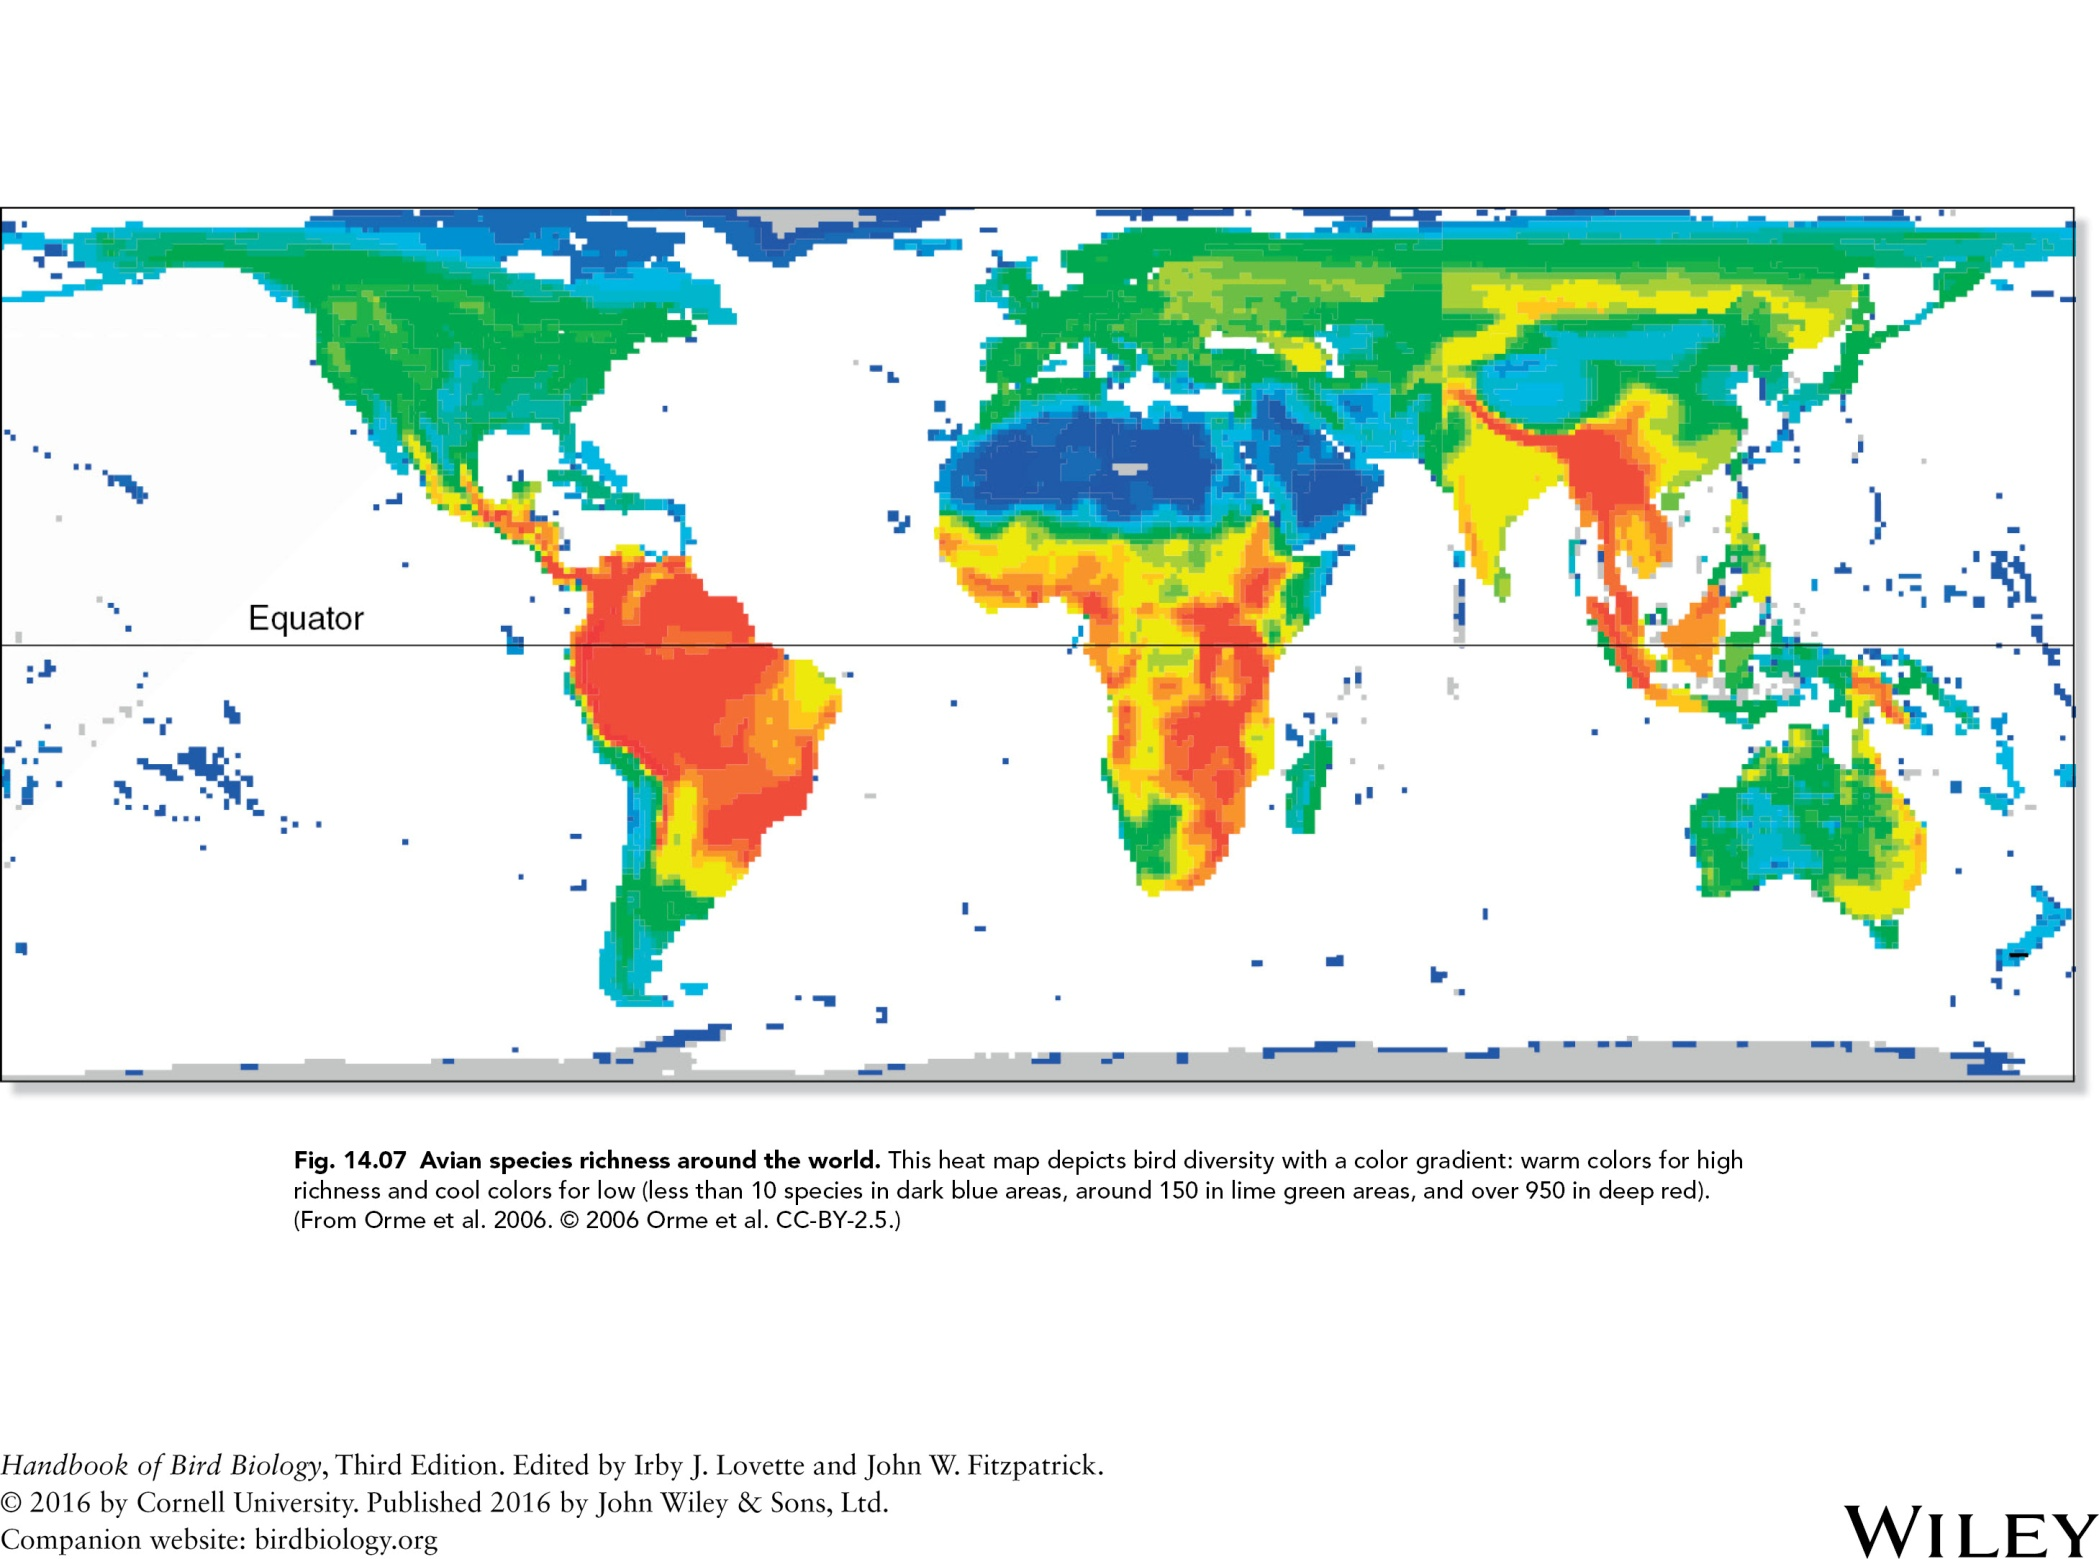 Equator
Fig. 14.07 Avian species richness around the world. This heat map depicts bird diversity with a color gradient: warm colors for high
richness and cool colors for low (less than 10 species in dark blue areas, around 150 in lime green areas, and over 950 in deep red).
(From Orme et al. 2006. © 2006 Orme et al. CC-BY-2.5.)
Handbook of Bird Biology, Third Edition. Edited by Irby J. Lovette and John W. Fitzpatrick.
© 2016 by Cornell University. Published 2016 by John Wiley & Sons, Ltd.
Companion website: birdbiology.org
WILEY